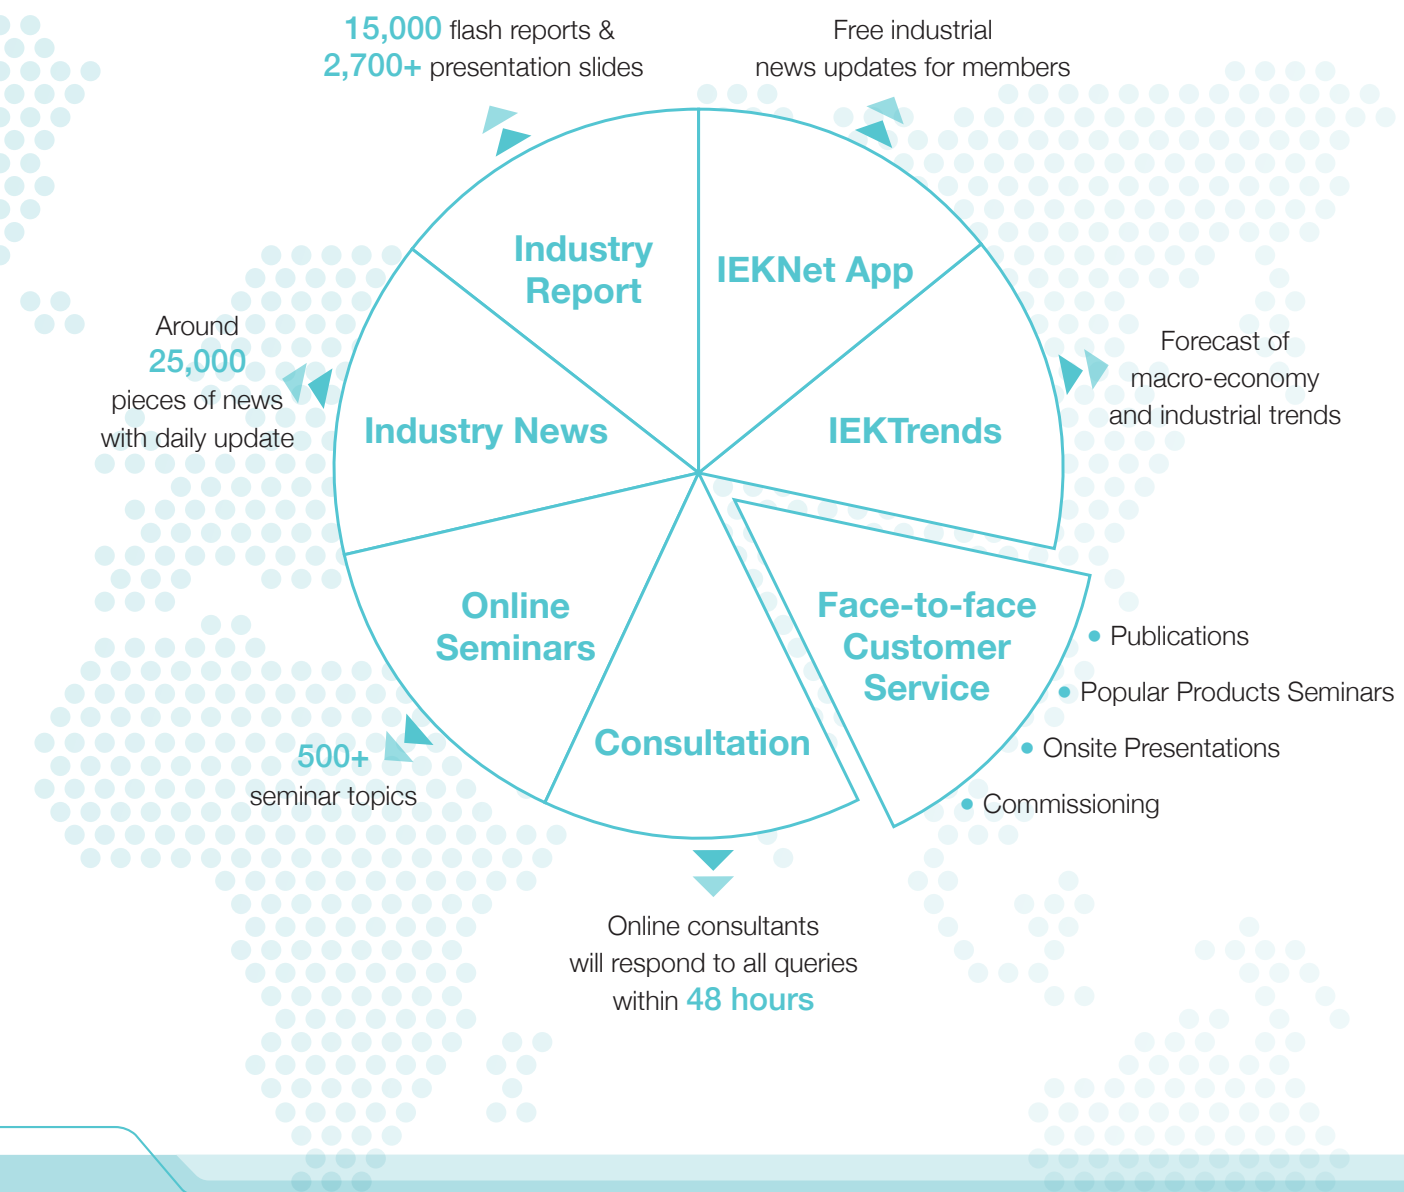 15,000 flash reports &
2,700+ presentation slides
Free industrial
news updates for members
Industry
Report
IEKNet App
Around
25,000
pieces of news
with daily update
Industry News
IEKTrends
Forecast of
macro-economy
and industrial trends
Online
Seminars
500+
seminar topics
Consultation
Online consultants
will respond to all queries
within 48 hours
Face-to-face
Customer
Service
• Publications
• Popular Products Seminars
• Onsite Presentations
• Commissioning